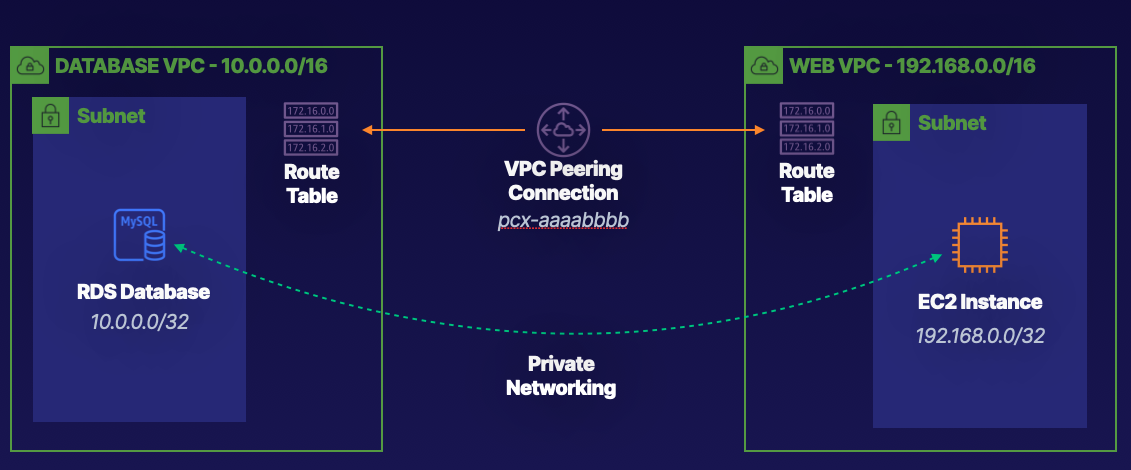 DATABASE VPC - 10.0.0.0/16
Subnet
172.16.0.0
172.16.1.0
172.16.2.0
Route
Table
MySQL
RDS Database
10.0.0.0/32
VPC Peering
Connection
pcx-aaaabbbb
Private
Networking
WEB VPC - 192.168.0.0/16
172.16.0.0
172.16.1.0
172.16.2.0
Route
Table
Subnet
EC2 Instance
192.168.0.0/32